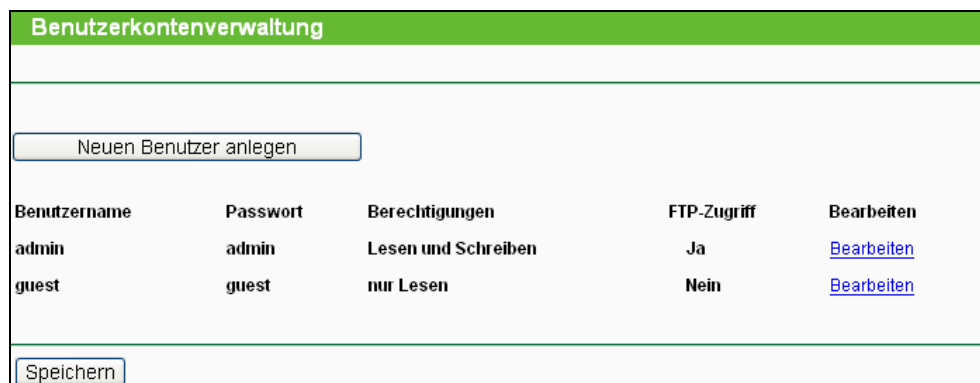 Benutzerkontenverwaltung
Neuen Benutzer anlegen
Benutzername Passwort Berechtigungen FTP-Zugriff Bearbeiten
admin admin Lesen und Schreiben Ja Bearbeiten
guest guest nur Lesen Nein Bearbeiten
Speichern